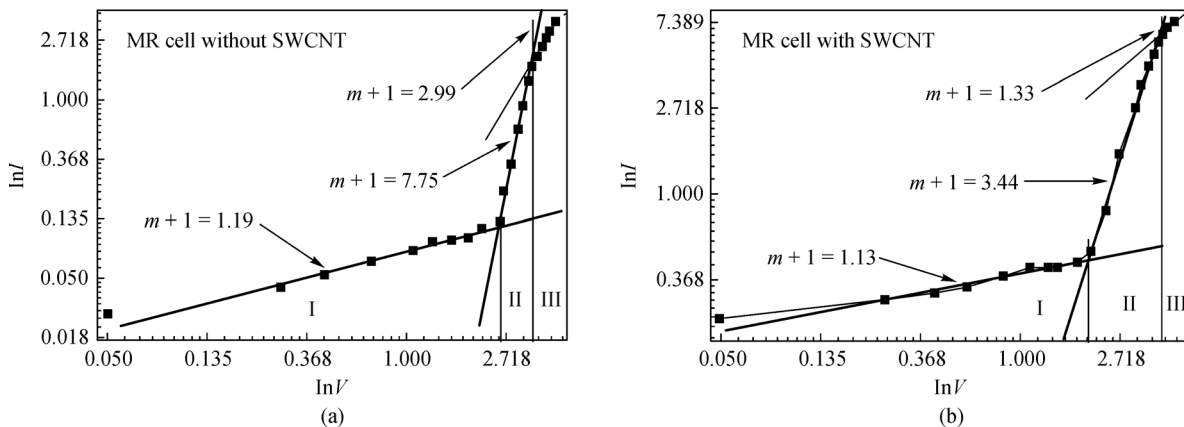 2.718
1.000
0.368
0.135
0.050
0.018
lnI
MR cell without SWCNT
m + 1 = 2.99
m + 1 = 7.75
m + 1 = 1.19
I
II
III
0.050
0.135
0.368
1.000
2.718
lnV
(a)
7.389
2.718
1.000
0.368
lnI
MR cell with SWCNT
m + 1 = 1.33
m + 1 = 3.44
m + 1 = 1.13
I
II
III
0.050
0.135
0.368
1.000
2.718
lnV
(b)